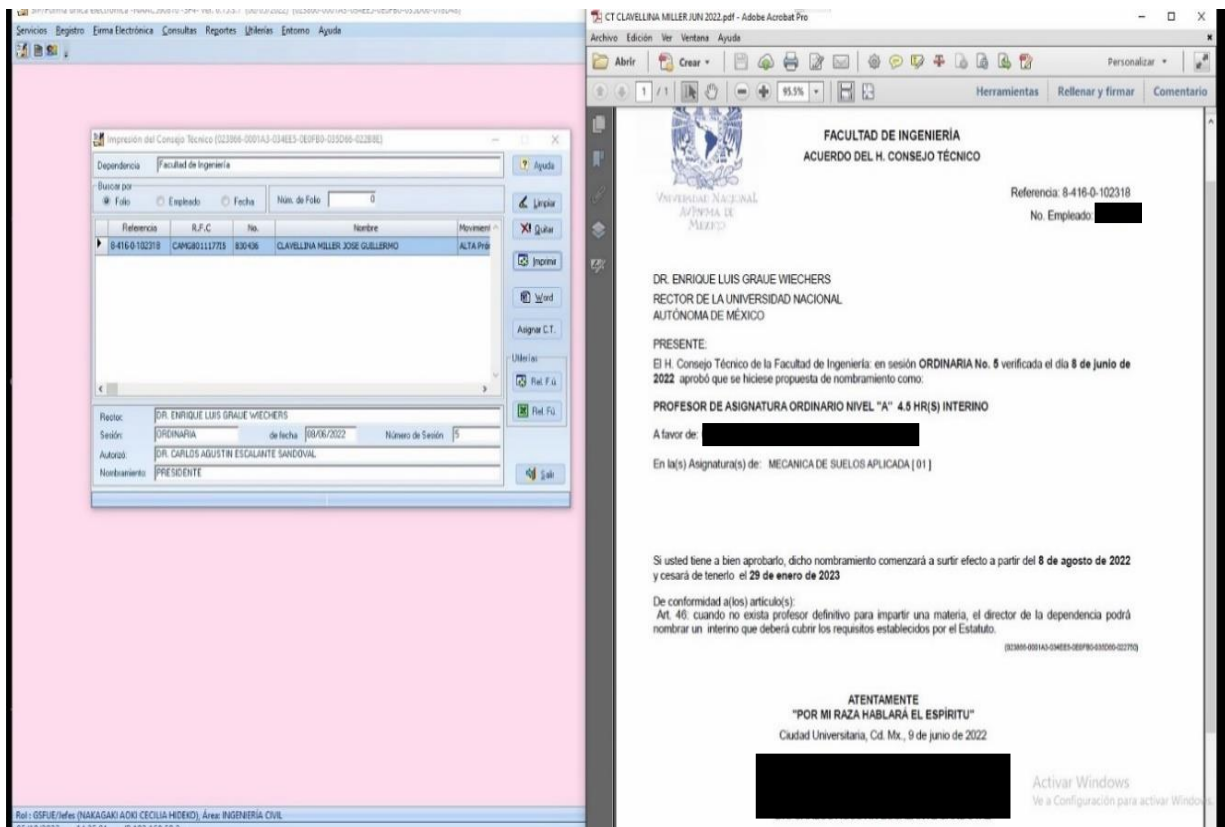 Servicios Registro Firma Electrónica Consultas Reportes Utilerías Entorno Ayuda
Impresión del Consejo Técnico (023866-0001A3-034EE5-0E0FB0-035D66-022B8E)
Dependencia Facultad de Ingeniería
Ayuda
Buscar por
Folio Empleado Fecha Núm. de Folio 0
Limpiar
Referencia R.F.C No. Nombre Moviment
Quitar
8-416-0-102318 CAMG801117715 830436 CLAVELLINA MILLER JOSE GUILLERMO ALTA Pró
Imprimir
Word
Asignar C.T.
Utilerías
Rel. F.ú.
Rel. Fú.
Rector: DR. ENRIQUE LUIS GRAUE WIECHERS
Sesión: ORDINARIA de fecha 08/06/2022 Número de Sesión 5
Autorizó: DR. CARLOS AGUSTIN ESCALANTE SANDOVAL
Nombramiento: PRESIDENTE
Salir
Rol : GSFUE/Jefes (NAKAGAKI AOKI CECILIA HIDEKO), Área: INGENIERÍA CIVIL
CT CLAVELLINA MILLER JUN 2022.pdf - Adobe Acrobat Pro
Archivo Edición Ver Ventana Ayuda
Abrir Crear Personalizar
1 / 1 95.5% Herramientas Rellenar y firmar Comentario
FACULTAD DE INGENIERÍA
ACUERDO DEL H. CONSEJO TÉCNICO
VNIVERSIDAD NACIONAL
AVTONOMA DE
MEXICO
Referencia: 8-416-0-102318
No. Empleado:
DR. ENRIQUE LUIS GRAUE WIECHERS
RECTOR DE LA UNIVERSIDAD NACIONAL
AUTÓNOMA DE MÉXICO
PRESENTE:
El H. Consejo Técnico de la Facultad de Ingeniería: en sesión ORDINARIA No. 5 verificada el día 8 de junio de
2022 aprobó que se hiciese propuesta de nombramiento como:
PROFESOR DE ASIGNATURA ORDINARIO NIVEL "A" 4.5 HR(S) INTERINO
A favor de:
En la(s) Asignatura(s) de: MECANICA DE SUELOS APLICADA [ 01 ]
Si usted tiene a bien aprobarlo, dicho nombramiento comenzará a surtir efecto a partir del 8 de agosto de 2022
y cesará de tenerlo el 29 de enero de 2023
De conformidad a(los) artículo(s):
Art. 46: cuando no exista profesor definitivo para impartir una materia, el director de la dependencia podrá
nombrar un interino que deberá cubrir los requisitos establecidos por el Estatuto.
ATENTAMENTE
"POR MI RAZA HABLARÁ EL ESPÍRITU"
Ciudad Universitaria, Cd. Mx., 9 de junio de 2022
Activar Windows
Ve a Configuración para activar Windows.